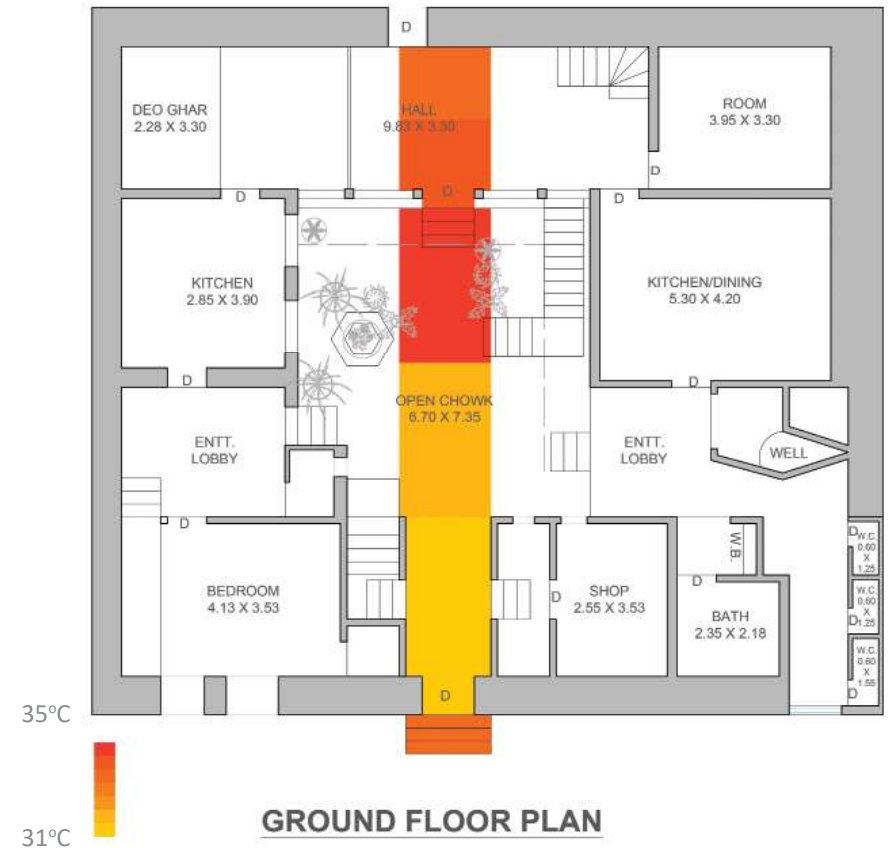 D
DEO GHAR
2.28 X 3.30
HALL
9.83 X 3.30
ROOM
3.95 X 3.30
D
D
D
D
KITCHEN
2.85 X 3.90
KITCHEN/DINING
5.30 X 4.20
D
D
OPEN CHOWK
6.70 X 7.35
ENTT.
LOBBY
ENTT.
LOBBY
WELL
D
D
W.C.
0.60
X
1.25
W.B.
BEDROOM
4.13 X 3.53
D
SHOP
2.55 X 3.53
D
BATH
2.35 X 2.18
D
W.C.
0.60
X
1.25
D
W.C.
0.60
X
1.55
D
D
35°C
31°C
GROUND FLOOR PLAN